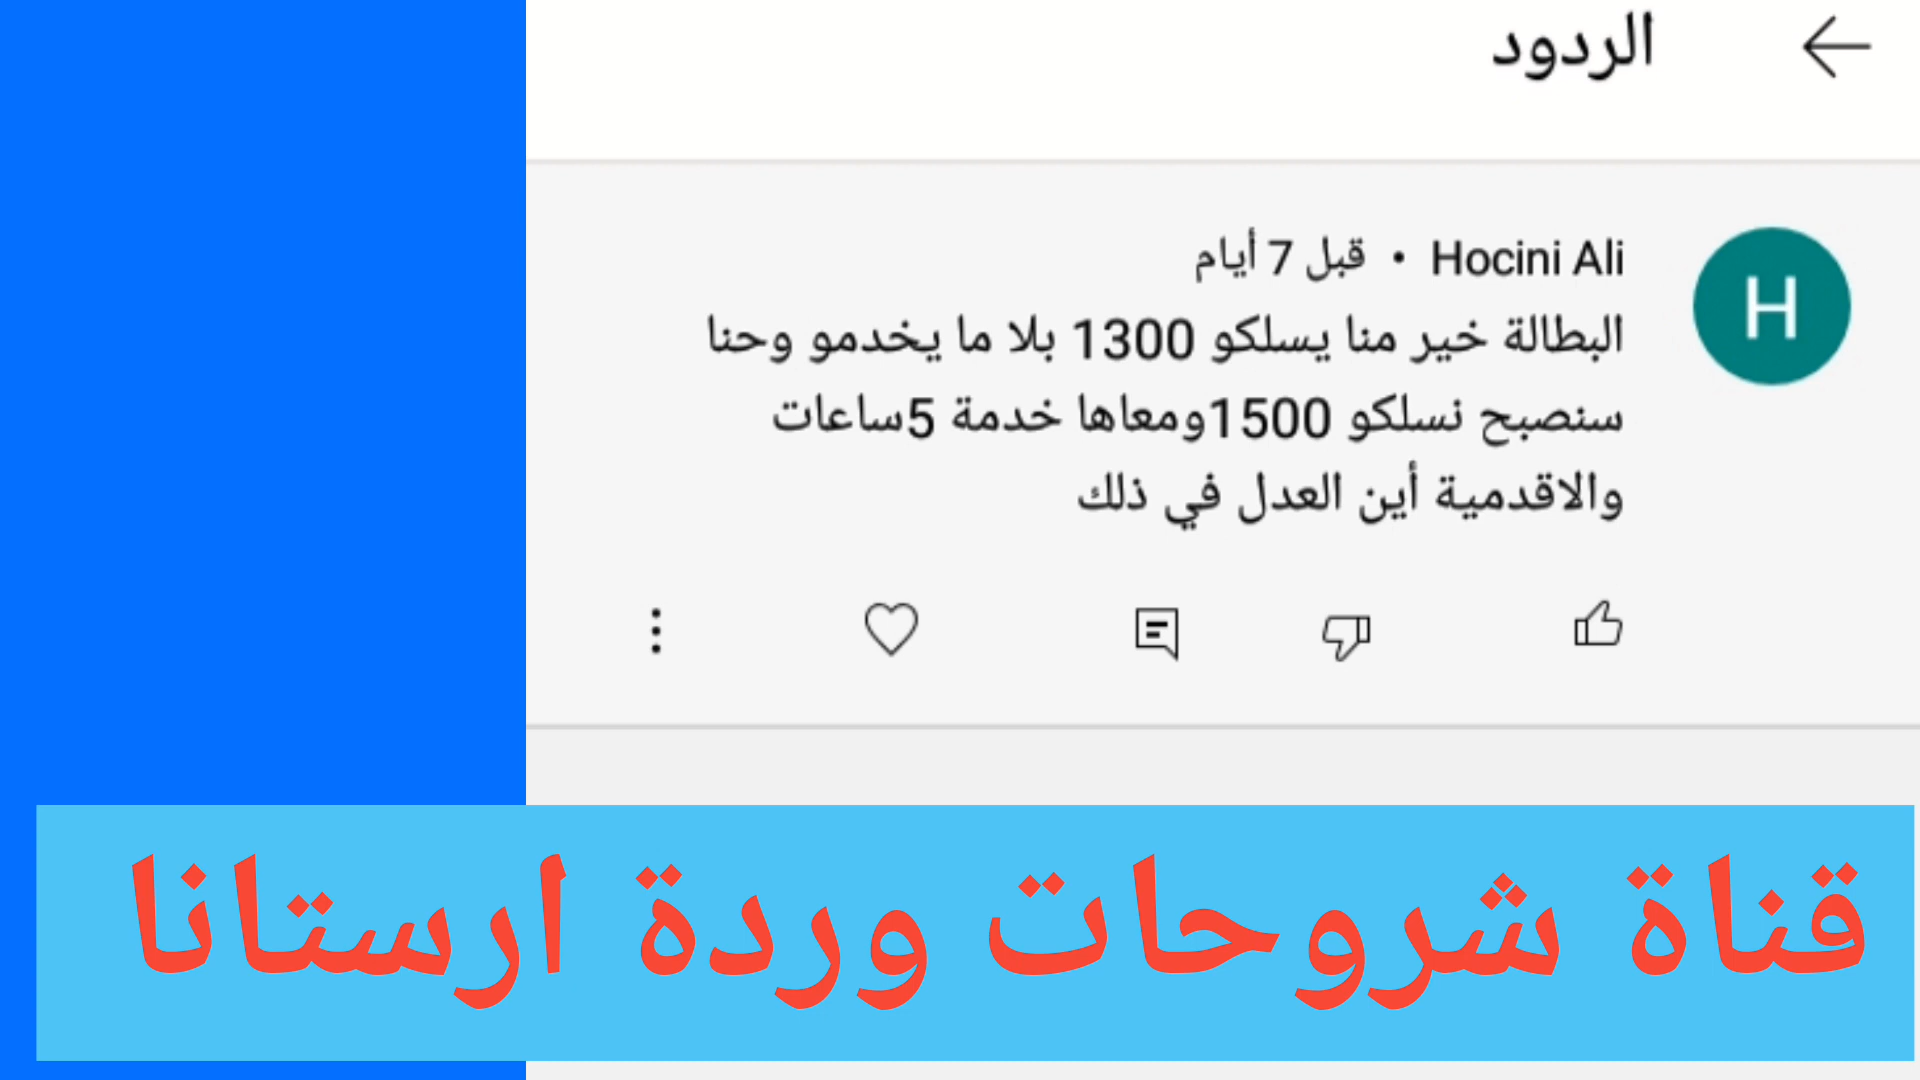 الردود
Hocini Ali • قبل 7 أيام
H
البطالة خير منا يسلكو 1300 بلا ما يخدمو وحنا
سنصبح نسلكو 1500ومعاها خدمة 5ساعات
والاقدمية أين العدل في ذلك
قناة شروحات وردة ارستانا